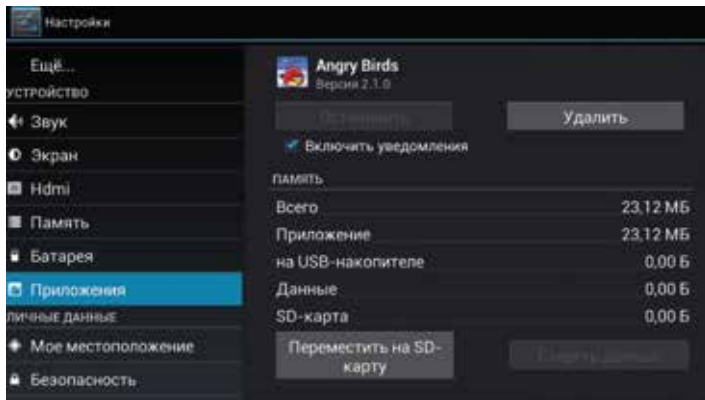 Настройки
Ещё...
УСТРОЙСТВО
Звук
Экран
Hdmi
Память
Батарея
Приложения
ЛИЧНЫЕ ДАННЫЕ
Мое местоположение
Безопасность
Angry Birds
Версия 2.1.0
Остановить
Удалить
Включить уведомления
ПАМЯТЬ
Всего 23,12 МБ
Приложение 23,12 МБ
на USB-накопителе 0,00 Б
Данные 0,00 Б
SD-карта 0,00 Б
Переместить на SD-
карту